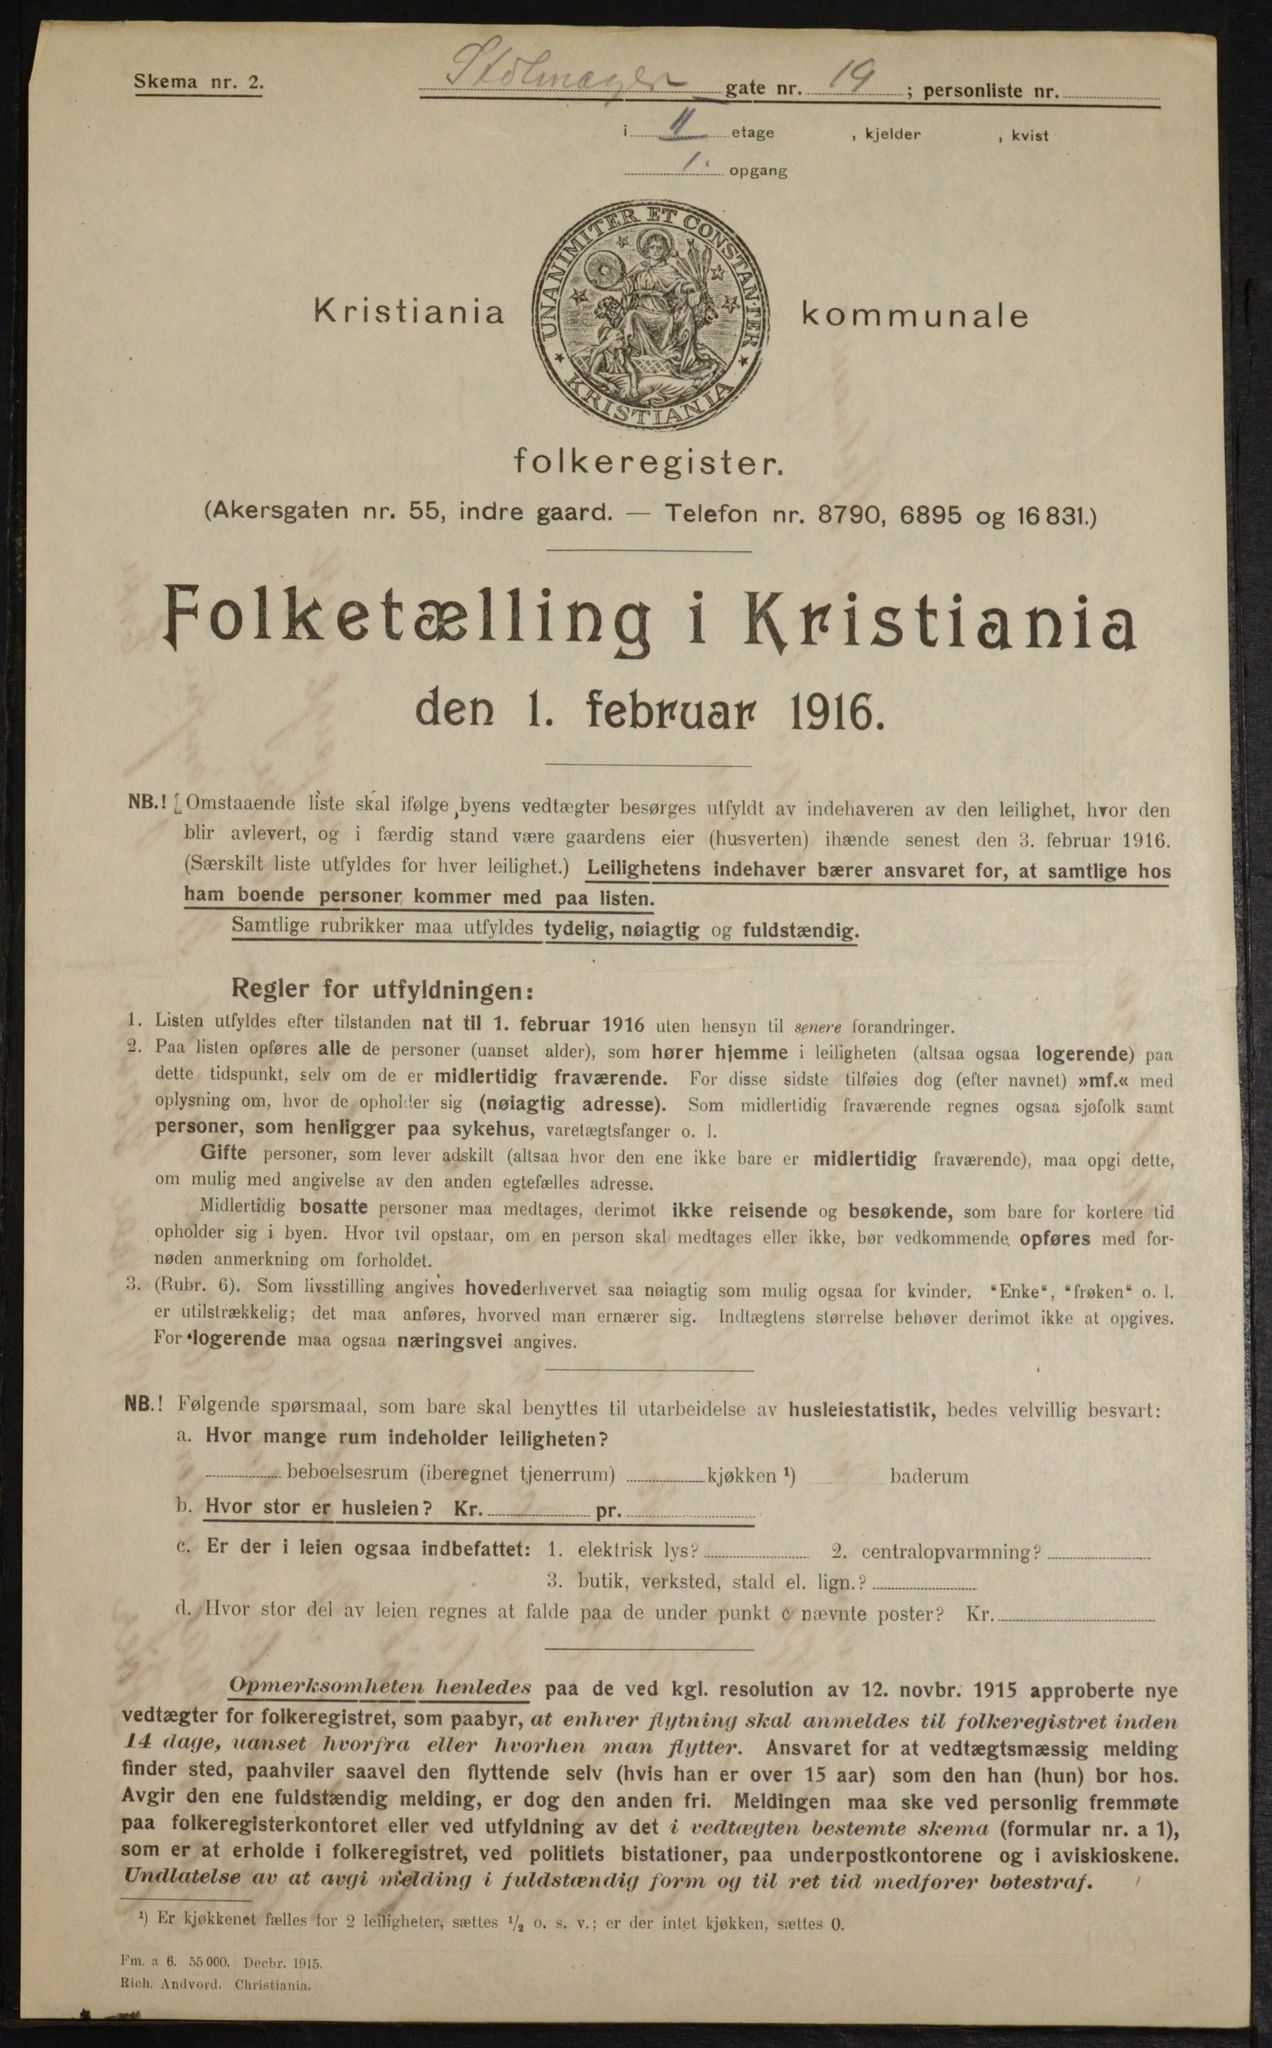 Skema nr. 2.
Stolmager gate nr. 19; personliste nr.
i II etage , kjelder , kvist
1. opgang
UNANIMITER ET CONSTANTER
KRISTIANIA
Kristiania kommunale
folkeregister.
(Akersgaten nr. 55, indre gaard. — Telefon nr. 8790, 6895 og 16831.)
Folketælling i Kristiania
den 1. februar 1916.
NB.! Omstaaende liste skal ifølge byens vedtægter besørges utfyldt av indehaveren av den leilighet, hvor den
blir avlevert, og i færdig stand være gaardens eier (husverten) ihænde senest den 3. februar 1916.
(Særskilt liste utfyldes for hver leilighet.) Leilighetens indehaver bærer ansvaret for, at samtlige hos
ham boende personer kommer med paa listen.
Samtlige rubrikker maa utfyldes tydelig, nøiagtig og fuldstændig.
Regler for utfyldningen:
1. Listen utfyldes efter tilstanden nat til 1. februar 1916 uten hensyn til senere forandringer.
2. Paa listen opføres alle de personer (uanset alder), som hører hjemme i leiligheten (altsaa ogsaa logerende) paa
dette tidspunkt, selv om de er midlertidig fraværende. For disse sidste tilføies dog (efter navnet) »mf.« med
oplysning om, hvor de opholder sig (nøiagtig adresse). Som midlertidig fraværende regnes ogsaa sjøfolk samt
personer, som henligger paa sykehus, varetægtsfanger o. l.
Gifte personer, som lever adskilt (altsaa hvor den ene ikke bare er midlertidig fraværende), maa opgi dette,
om mulig med angivelse av den anden egtefælles adresse.
Midlertidig bosatte personer maa medtages, derimot ikke reisende og besøkende, som bare for kortere tid
opholder sig i byen. Hvor tvil opstaar, om en person skal medtages eller ikke, bør vedkommende opføres med for-
nøden anmerkning om forholdet.
3. (Rubr. 6). Som livsstilling angives hovederhvervet saa nøiagtig som mulig ogsaa for kvinder. "Enke", "frøken" o. l.
er utilstrækkelig; det maa anføres, hvorved man ernærer sig. Indtægtens størrelse behøver derimot ikke at opgives.
For logerende maa ogsaa næringsvei angives.
NB.! Følgende spørsmaal, som bare skal benyttes til utarbeidelse av husleiestatistik, bedes velvillig besvart:
a. Hvor mange rum indeholder leiligheten?
beboelsesrum (iberegnet tjenerrum) kjøkken ¹) baderum
b. Hvor stor er husleien? Kr. pr.
c. Er der i leien ogsaa indbefattet: 1. elektrisk lys? 2. centralopvarmning?
3. butik, verksted, stald el. lign.?
d. Hvor stor del av leien regnes at falde paa de under punkt c nævnte poster? Kr.
Opmerksomheten henledes paa de ved kgl. resolution av 12. novbr. 1915 approberte nye
vedtægter for folkeregistret, som paabyr, at enhver flytning skal anmeldes til folkeregistret inden
14 dage, uanset hvorfra eller hvorhen man flytter. Ansvaret for at vedtægtsmæssig melding
finder sted, paahviler saavel den flyttende selv (hvis han er over 15 aar) som den han (hun) bor hos.
Avgir den ene fuldstændig melding, er dog den anden fri. Meldingen maa ske ved personlig fremmøte
paa folkeregisterkontoret eller ved utfyldning av det i vedtægten bestemte skema (formular nr. a 1),
som er at erholde i folkeregistret, ved politiets bistationer, paa underpostkontorene og i aviskioskene.
Undlatelse av at avgi melding i fuldstændig form og til ret tid medfører bøtestraf.
¹) Er kjøkkenet fælles for 2 leiligheter, sættes ½ o. s. v.; er der intet kjøkken, sættes 0.
Fm. a 6. 55000. Decbr. 1915.
Rich. Andvord. Christiania.